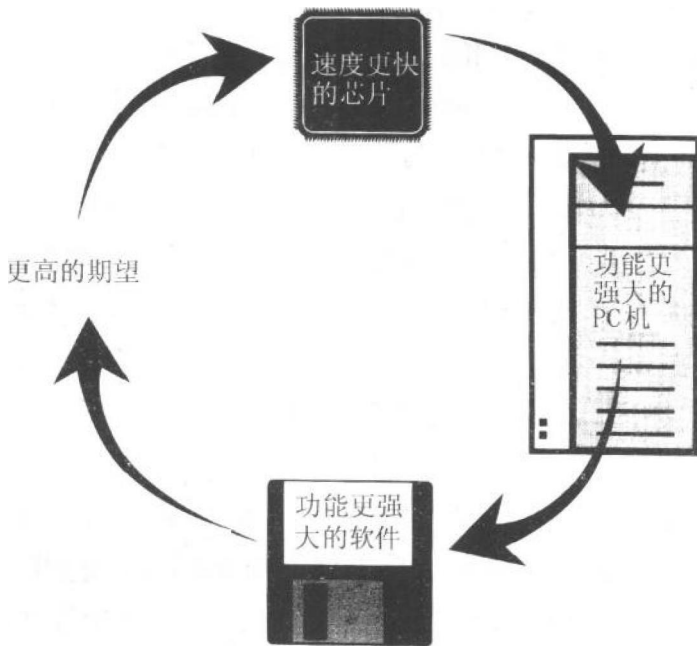 速度更快
的芯片
功能更
强大的
PC机
功能更强
大的软件
更高的期望